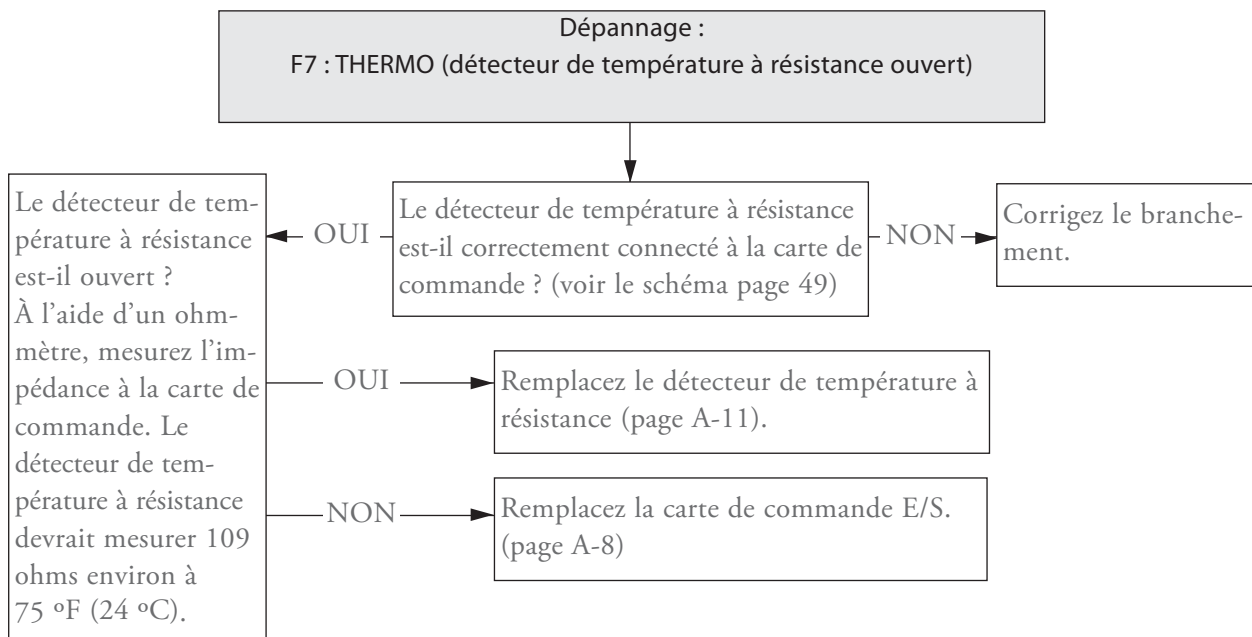 Dépannage :
F7 : THERMO (détecteur de température à résistance ouvert)
Le détecteur de température à résistance
est-il correctement connecté à la carte de
commande ? (voir le schéma page 49)
NON
Corrigez le branche-
ment.
OUI
Le détecteur de tem-
pérature à résistance
est-il ouvert ?
À l’aide d’un ohm-
mètre, mesurez l’im-
pédance à la carte de
commande. Le
détecteur de tem-
pérature à résistance
devrait mesurer 109
ohms environ à
75 ºF (24 ºC).
OUI
Remplacez le détecteur de température à
résistance (page A-11).
NON
Remplacez la carte de commande E/S.
(page A-8)